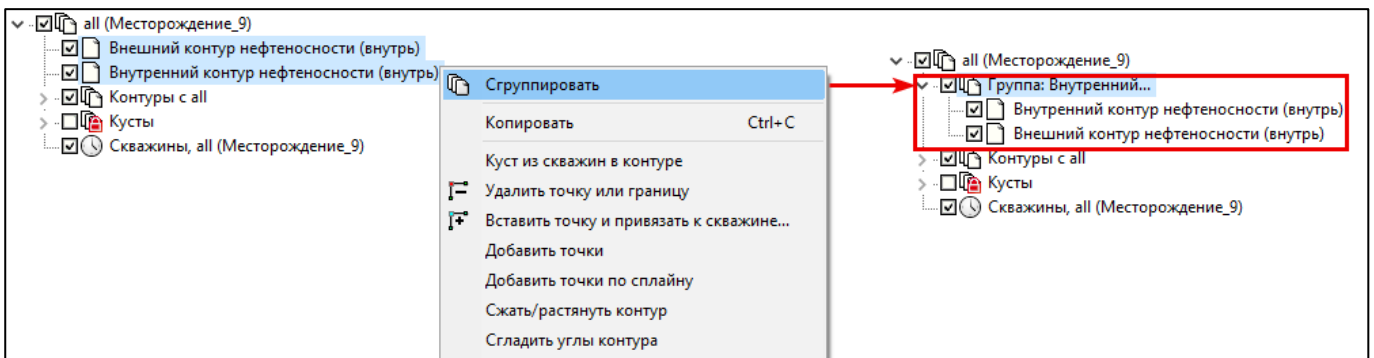 all (Месторождение_9)
Внешний контур нефтеносности (внутрь)
Внутренний контур нефтеносности (внутрь)
Контуры с all
Кусты
Скважины, all (Месторождение_9)
Сгруппировать
Копировать Ctrl+C
Куст из скважин в контуре
Удалить точку или границу
Вставить точку и привязать к скважине...
Добавить точки
Добавить точки по сплайну
Сжать/растянуть контур
Сгладить углы контура
all (Месторождение_9)
Группа: Внутренний...
Внутренний контур нефтеносности (внутрь)
Внешний контур нефтеносности (внутрь)
Контуры с all
Кусты
Скважины, all (Месторождение_9)